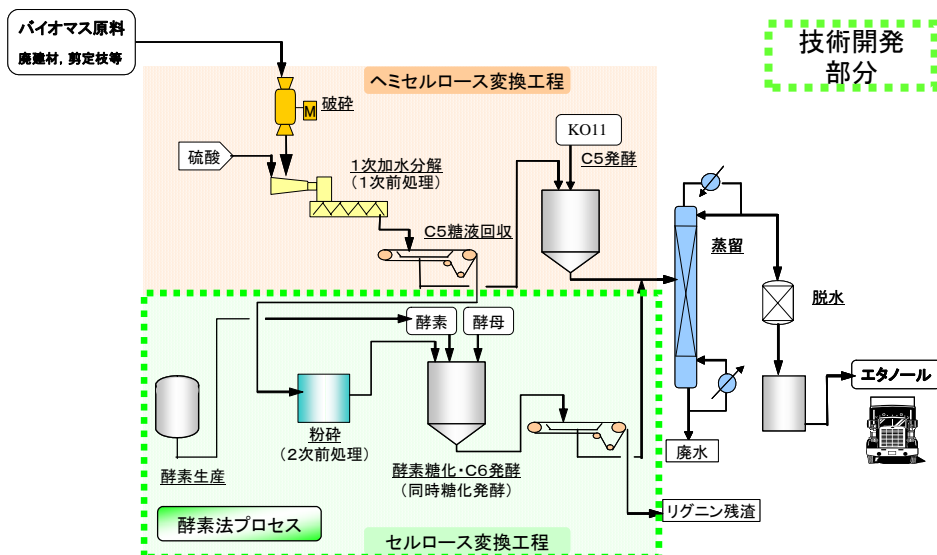 バイオマス原料
廃建材, 剪定枝等
技術開発
部分
ヘミセルロース変換工程
M
破砕
KO11
C5発酵
硫酸
1次加水分解
(1次前処理)
C5糖液回収
蒸留
脱水
酵素
酵母
エタノール
粉砕
(2次前処理)
酵素生産
酵素糖化・C6発酵
(同時糖化発酵)
廃水
リグニン残渣
酵素法プロセス
セルロース変換工程